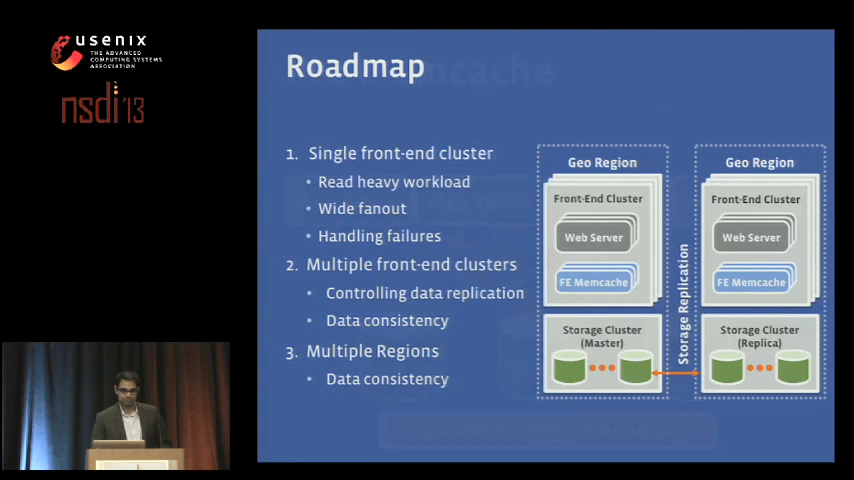 usenix
THE ADVANCED
COMPUTING SYSTEMS
ASSOCIATION
nsdi '13
Roadmap
1. Single front-end cluster
• Read heavy workload
• Wide fanout
• Handling failures
2. Multiple front-end clusters
• Controlling data replication
• Data consistency
3. Multiple Regions
• Data consistency
Geo Region
Front-End Cluster
Web Server
FE Memcache
Storage Cluster
(Master)
Storage Replication
Geo Region
Front-End Cluster
Web Server
FE Memcache
Storage Cluster
(Replica)